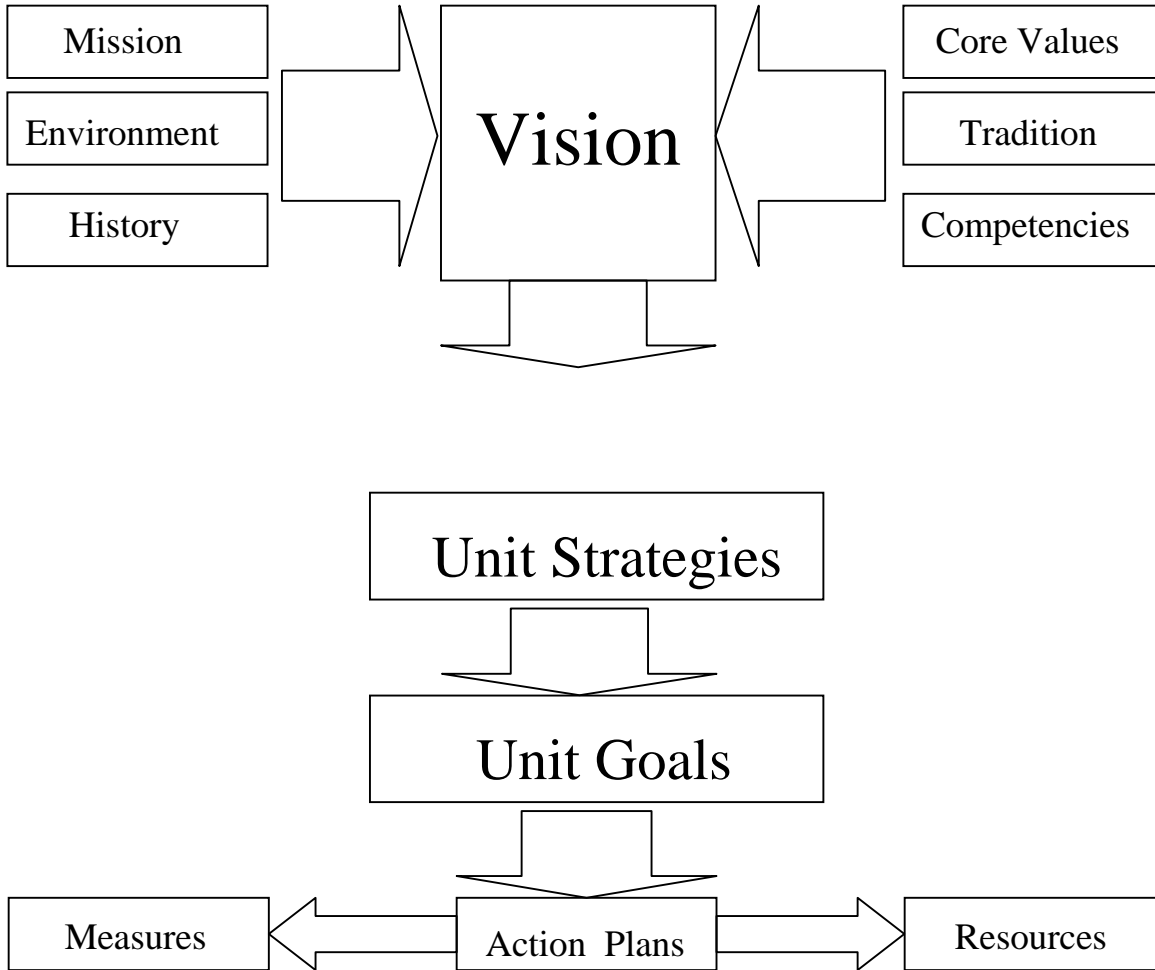 Mission
Core Values
Vision
Environment
Tradition
History
Competencies
Unit Strategies
Unit Goals
Measures
Action Plans
Resources